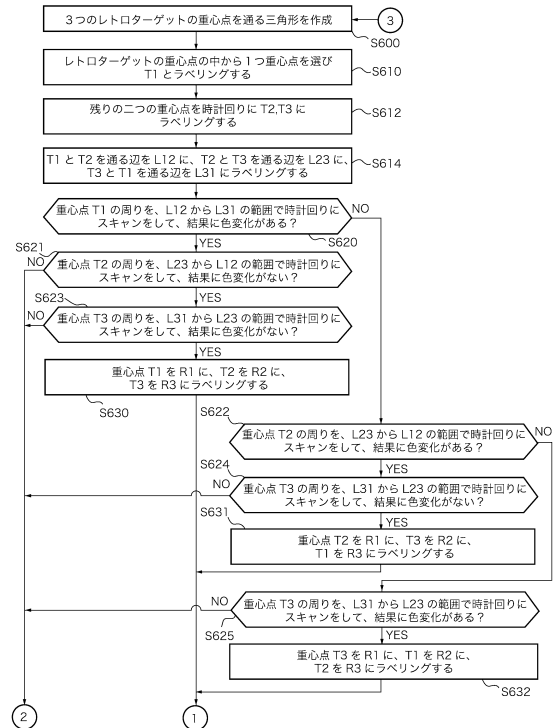 3つのレトロターゲットの重心点を通る三角形を作成
3
S600
レトロターゲットの重心点の中から1つ重心点を選び
T1とラベリングする
S610
残りの二つの重心点を時計回りにT2,T3に
ラベリングする
S612
T1とT2を通る辺をL12に、T2とT3を通る辺をL23に、
T3とT1を通る辺をL31にラベリングする
S614
重心点T1の周りを、L12からL31の範囲で時計回りに
スキャンをして、結果に色変化がある？
NO
S620
YES
S621
NO
重心点T2の周りを、L23からL12の範囲で時計回りに
スキャンをして、結果に色変化がない？
YES
S623
NO
重心点T3の周りを、L31からL23の範囲で時計回りに
スキャンをして、結果に色変化がない？
YES
重心点T1をR1に、T2をR2に、
T3をR3にラベリングする
S630
S622
重心点T2の周りを、L23からL12の範囲で時計回りに
スキャンをして、結果に色変化がある？
NO
YES
S624
NO
重心点T3の周りを、L31からL23の範囲で時計回りに
スキャンをして、結果に色変化がない？
YES
S631
重心点T2をR1に、T3をR2に、
T1をR3にラベリングする
NO
重心点T3の周りを、L31からL23の範囲で時計回りに
スキャンをして、結果に色変化がある？
S625
YES
重心点T3をR1に、T1をR2に、
T2をR3にラベリングする
S632
2
1